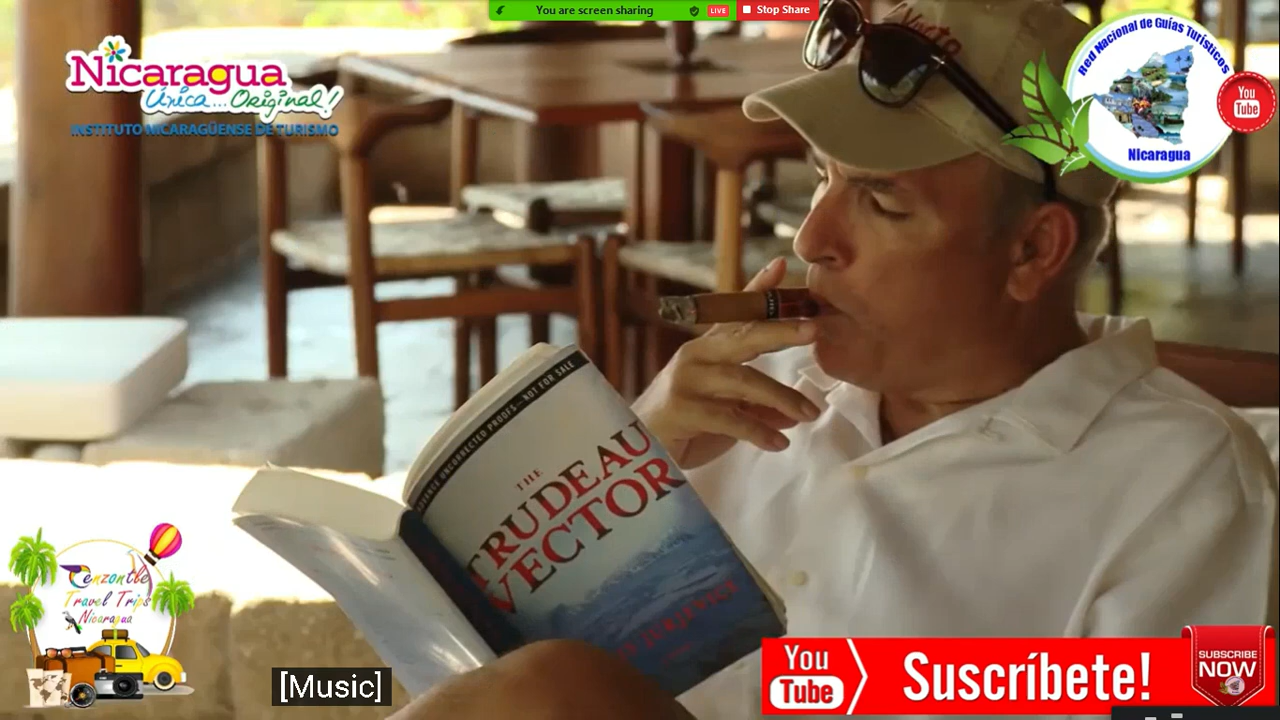 You are screen sharing
LIVE
Stop Share
Nicaragua
Única... Original!
INSTITUTO NICARAGÜENSE DE TURISMO
Red Nacional de Guías Turísticos
Nicaragua
You
Tube
ADVANCE UNCORRECTED PROOFS—NOT FOR SALE
THE
TRUDEAU
VECTOR
JURJEVICS
Cenzontle
Travel Trips
Nicaragua
[Music]
You
Tube
Suscríbete!
SUBSCRIBE
NOW